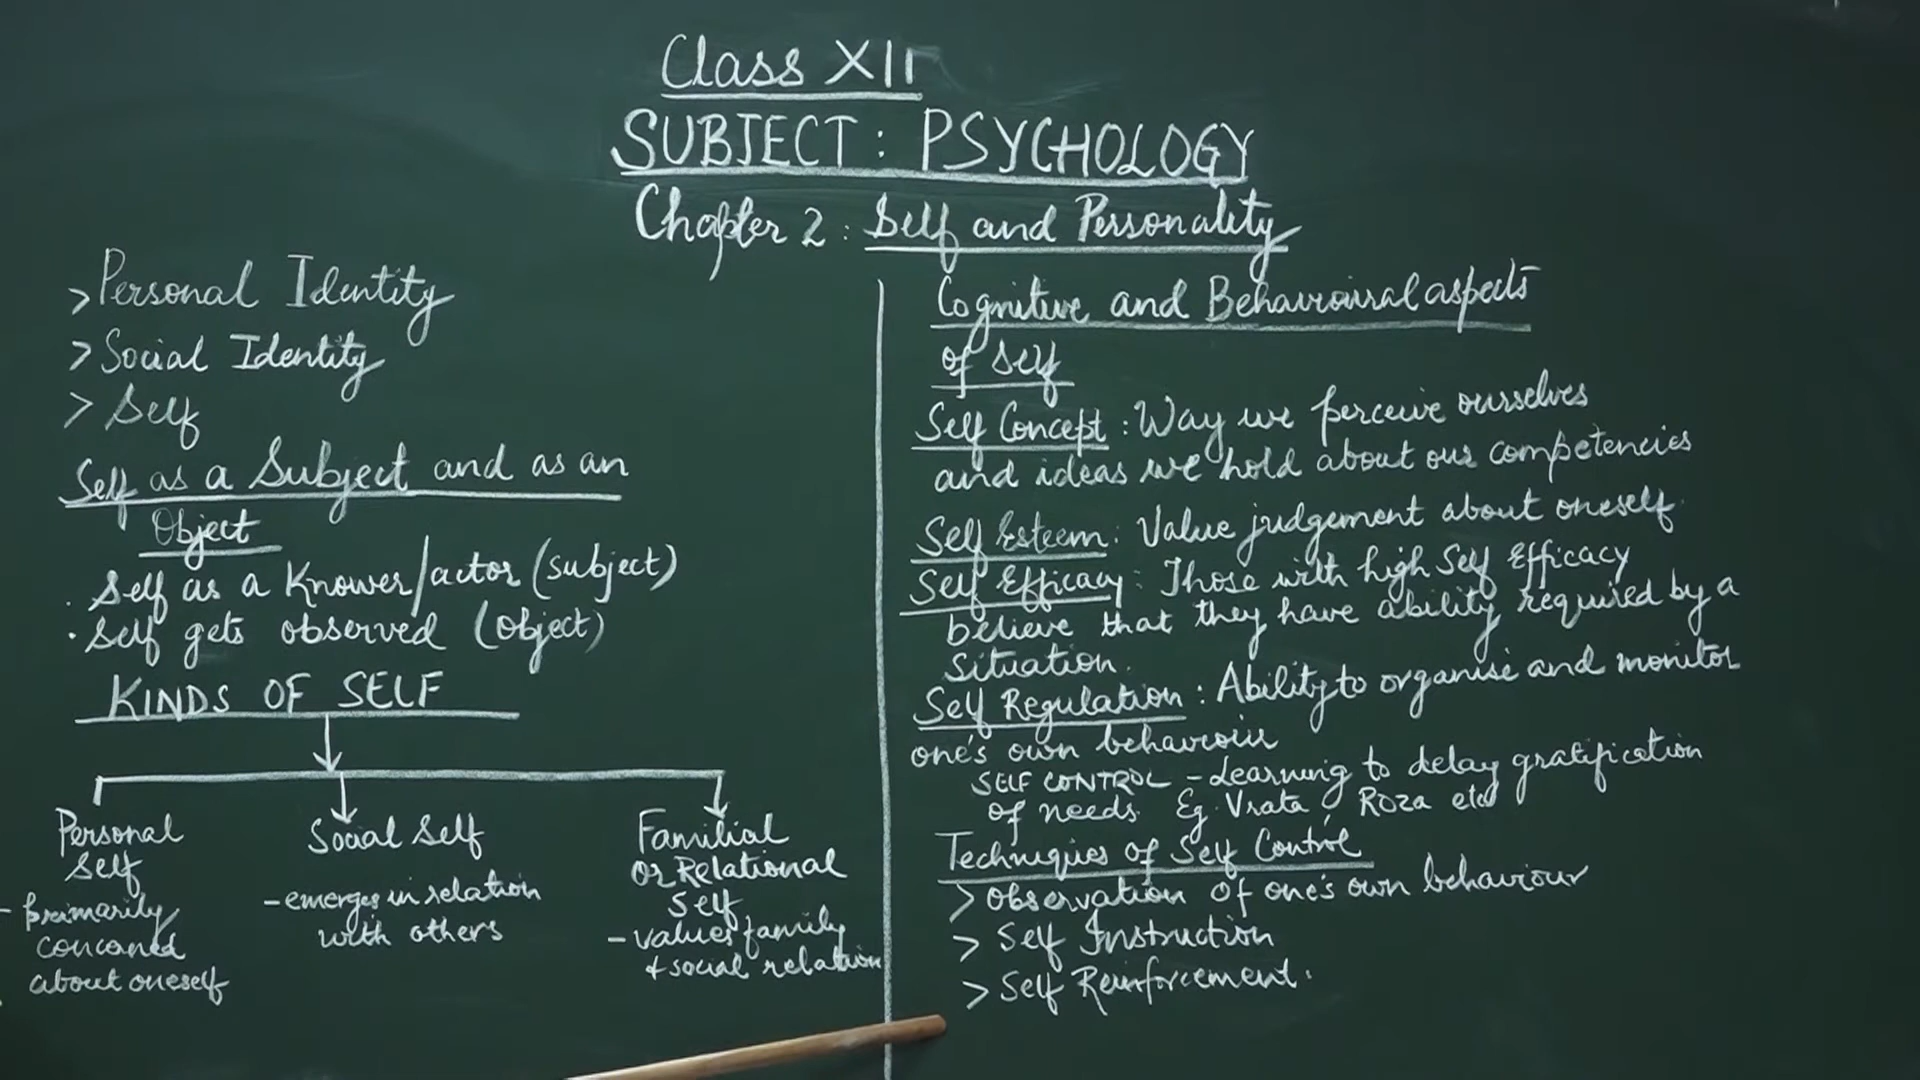 Class XII
SUBJECT : PSYCHOLOGY
Chapter 2 : Self and Personality
> Personal Identity
> Social Identity
> Self
Self as a Subject and as an
Object
. Self as a Knower/actor (subject)
. Self gets observed (object)
KINDS OF SELF
Personal
Self
- primarily
concerned
about oneself
Social Self
- emerges in relation
with others
Familial
or Relational
Self
- values family
+ social relation
Cognitive and Behavioural aspects
of Self
Self Concept : Way we perceive ourselves
and ideas we hold about our competencies
Self Esteem : Value judgement about oneself
Self Efficacy : Those with high Self Efficacy
believe that they have ability required by a
situation.
Self Regulation : Ability to organise and monitor
one's own behaviour
SELF CONTROL - Learning to delay gratification
of needs. Eg. Vrata, Roza etc
Techniques of Self Control
> Observation of one's own behaviour
> Self Instruction
> Self Reinforcement.